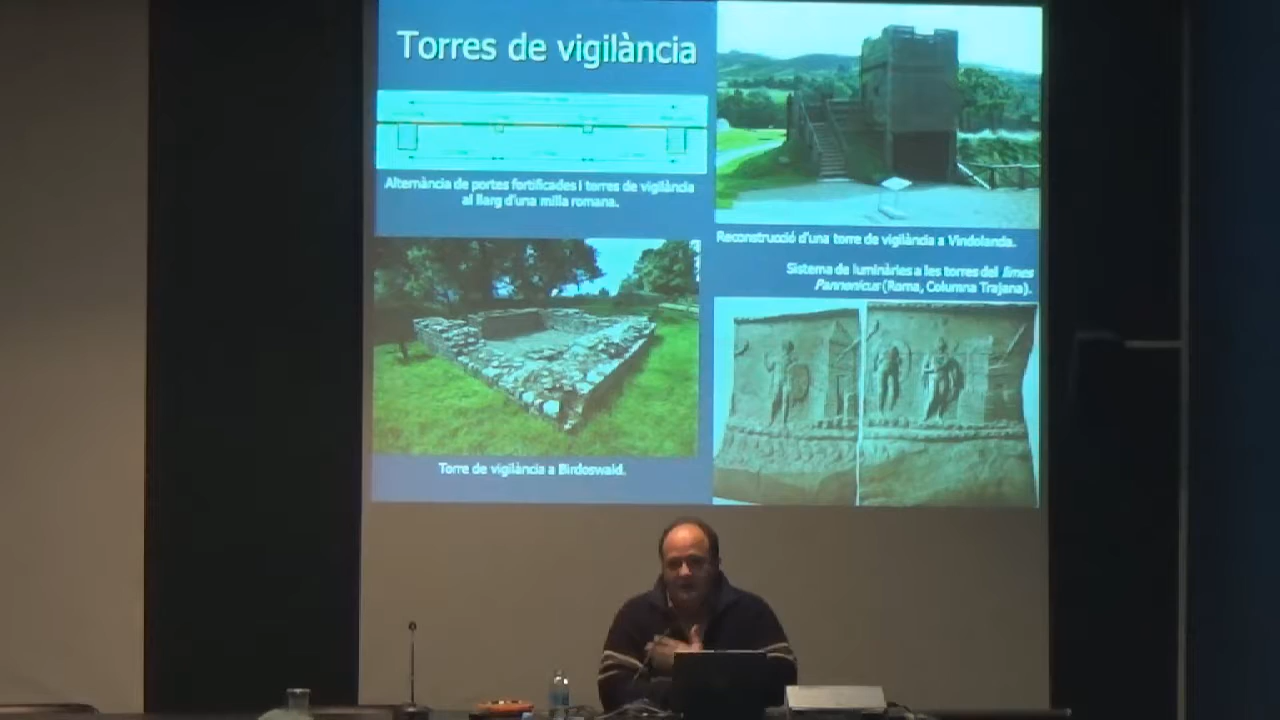 Torres de vigilància
Alternància de portes fortificades i torres de vigilància
al llarg d'una milla romana.
Torre de vigilància a Birdoswald.
Reconstrucció d'una torre de vigilància a Vindolanda.
Sistema de luminàries a les torres del limes
Pannonicus (Roma, Columna Trajana).